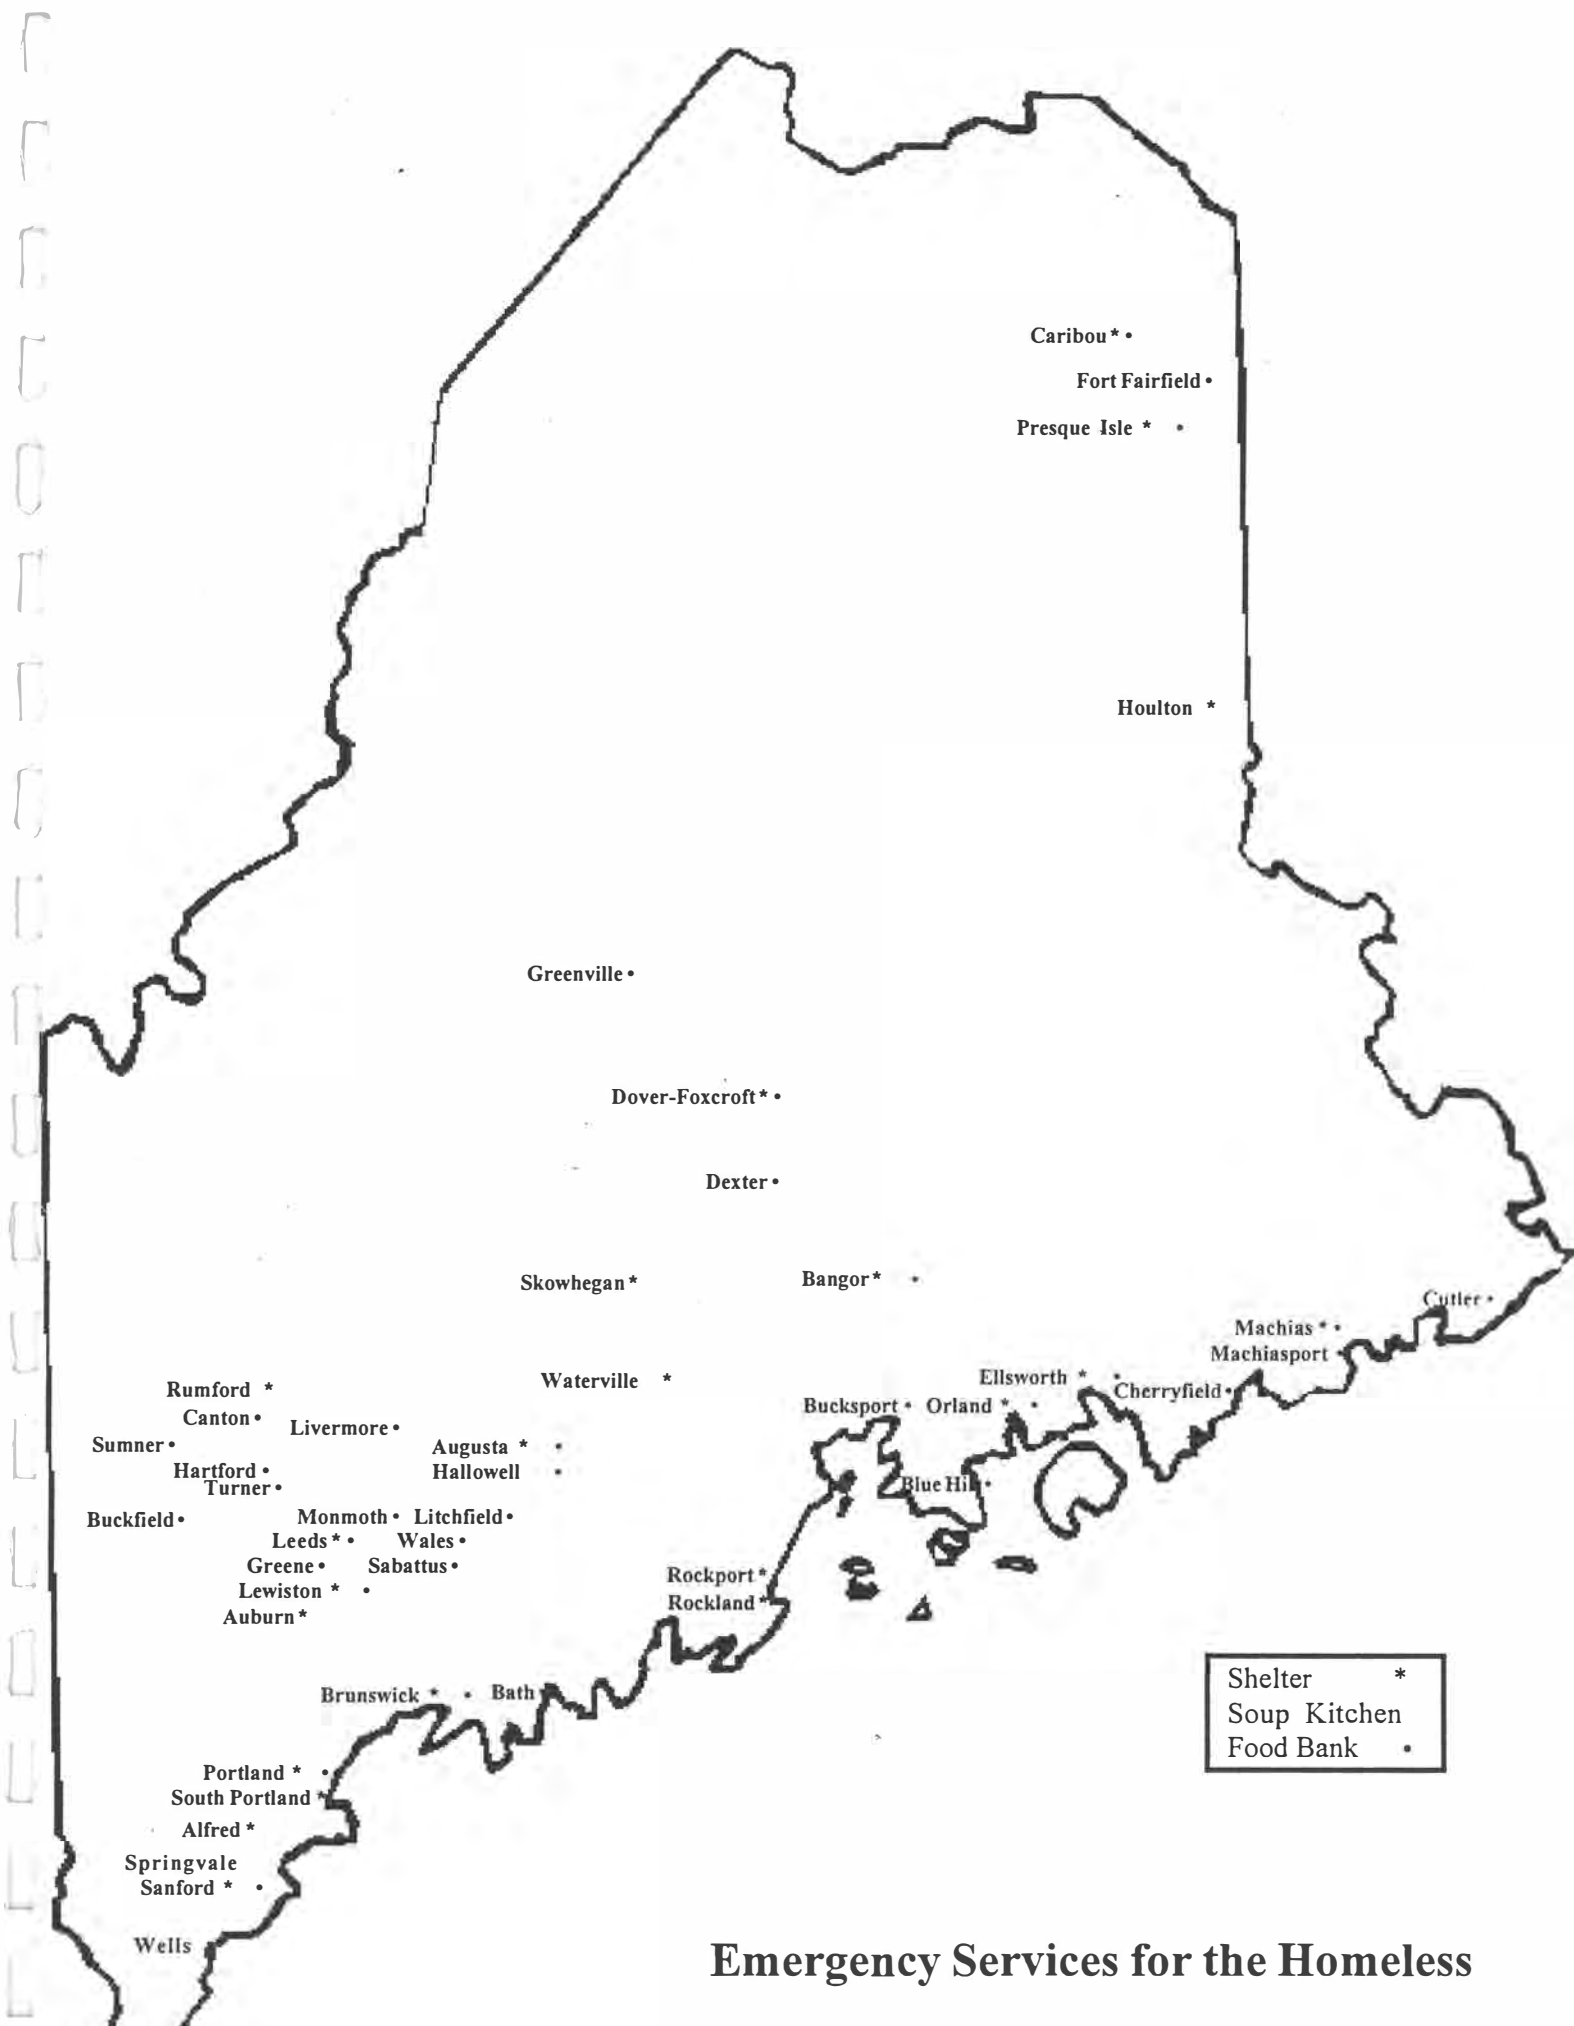 Caribou * •
Fort Fairfield •
Presque Isle * •
Houlton *
Greenville •
Dover-Foxcroft * •
Dexter •
Skowhegan *
Bangor * •
Cutler •
Machias * •
Machiasport •
Ellsworth * •
Cherryfield •
Waterville *
Rumford *
Canton •
Livermore •
Bucksport • Orland * •
Sumner •
Augusta * •
Hartford •
Hallowell •
Turner •
Blue Hill •
Buckfield •
Monmoth • Litchfield •
Leeds * • Wales •
Greene • Sabattus •
Lewiston * •
Auburn *
Rockport *
Rockland *
Shelter *
Soup Kitchen
Food Bank •
Brunswick * • Bath
Portland * •
South Portland *
Alfred *
Springvale
Sanford * •
Wells
Emergency Services for the Homeless